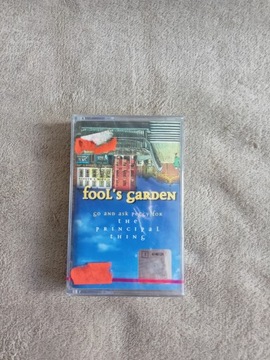 fOOL'S GARDEN
GO AND ASK PEGGY FOR
THE
PRINCIPAL
THING